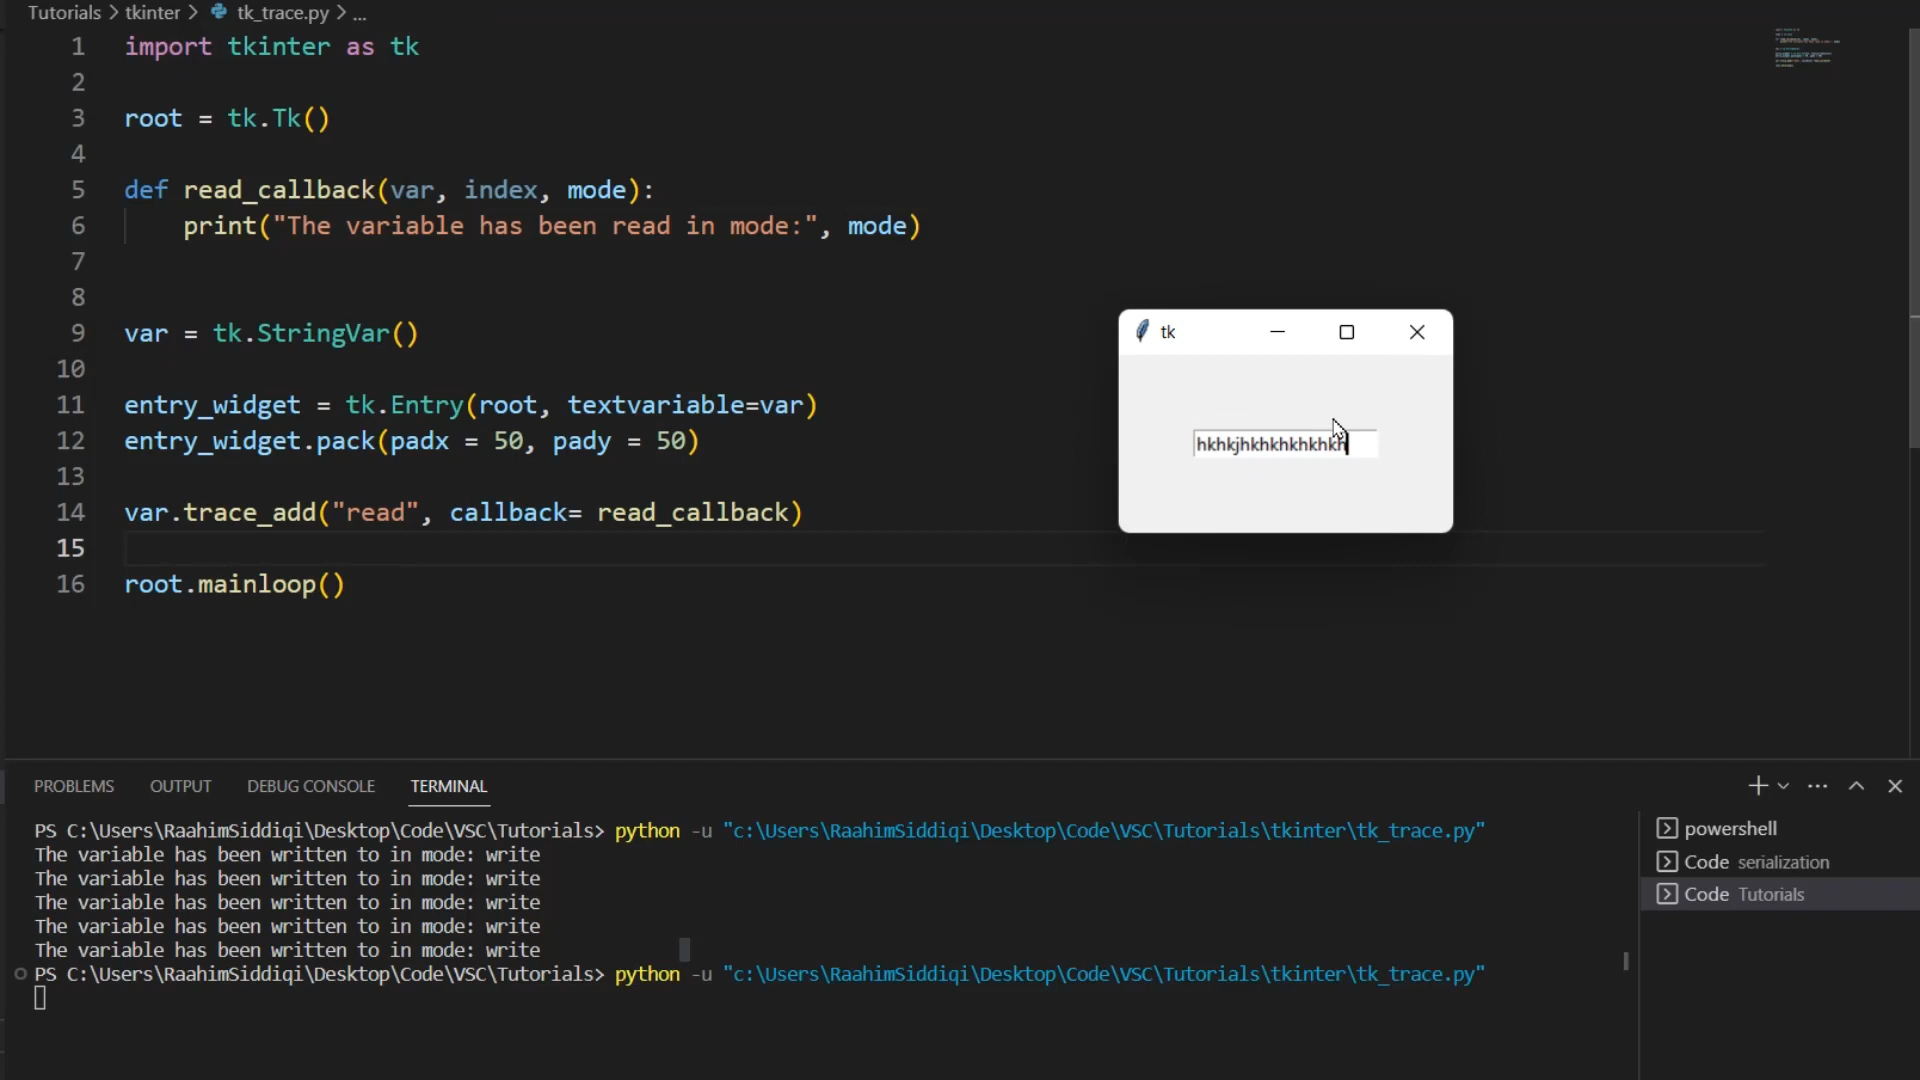 Tutorials > tkinter > tk_trace.py > ...
1 import tkinter as tk
2
3 root = tk.Tk()
4
5 def read_callback(var, index, mode):
6     print("The variable has been read in mode:", mode)
7
8
9 var = tk.StringVar()
10
11 entry_widget = tk.Entry(root, textvariable=var)
12 entry_widget.pack(padx = 50, pady = 50)
13
14 var.trace_add("read", callback= read_callback)
15
16 root.mainloop()
tk
hkhkjhkhkhkhkhkh
PROBLEMS OUTPUT DEBUG CONSOLE TERMINAL
PS C:\Users\RaahimSiddiqi\Desktop\Code\VSC\Tutorials> python -u "c:\Users\RaahimSiddiqi\Desktop\Code\VSC\Tutorials\tkinter\tk_trace.py"
The variable has been written to in mode: write
The variable has been written to in mode: write
The variable has been written to in mode: write
The variable has been written to in mode: write
The variable has been written to in mode: write
PS C:\Users\RaahimSiddiqi\Desktop\Code\VSC\Tutorials> python -u "c:\Users\RaahimSiddiqi\Desktop\Code\VSC\Tutorials\tkinter\tk_trace.py"
powershell
Code serialization
Code Tutorials